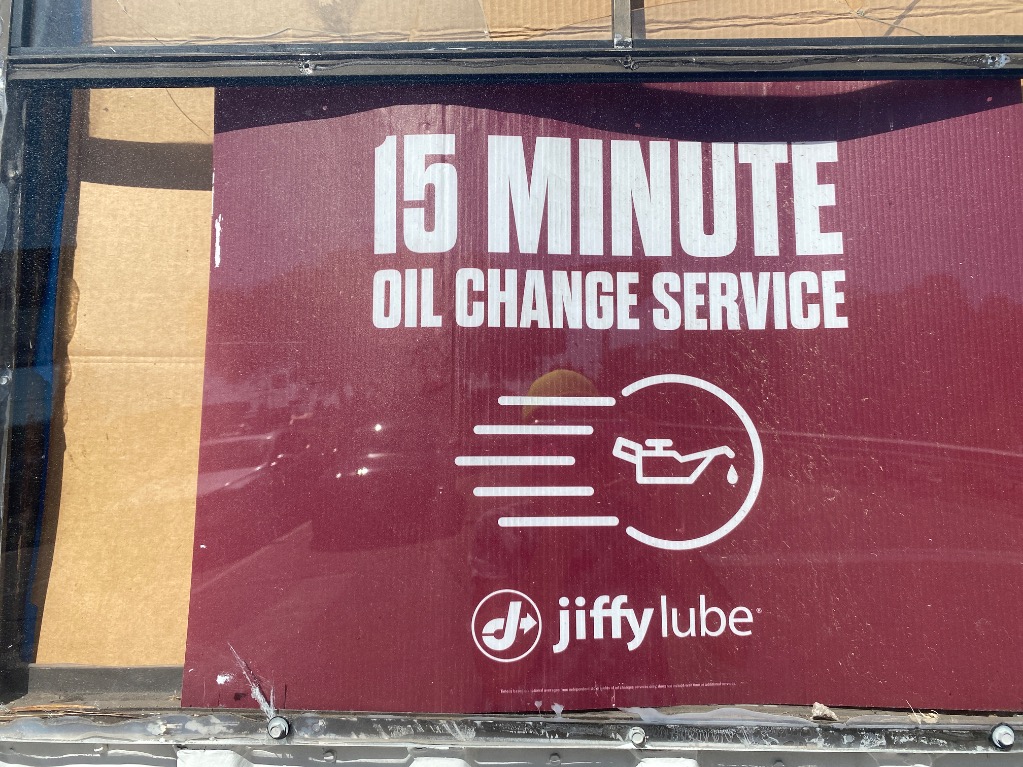 15 MINUTE
OIL CHANGE SERVICE
jiffy lube®